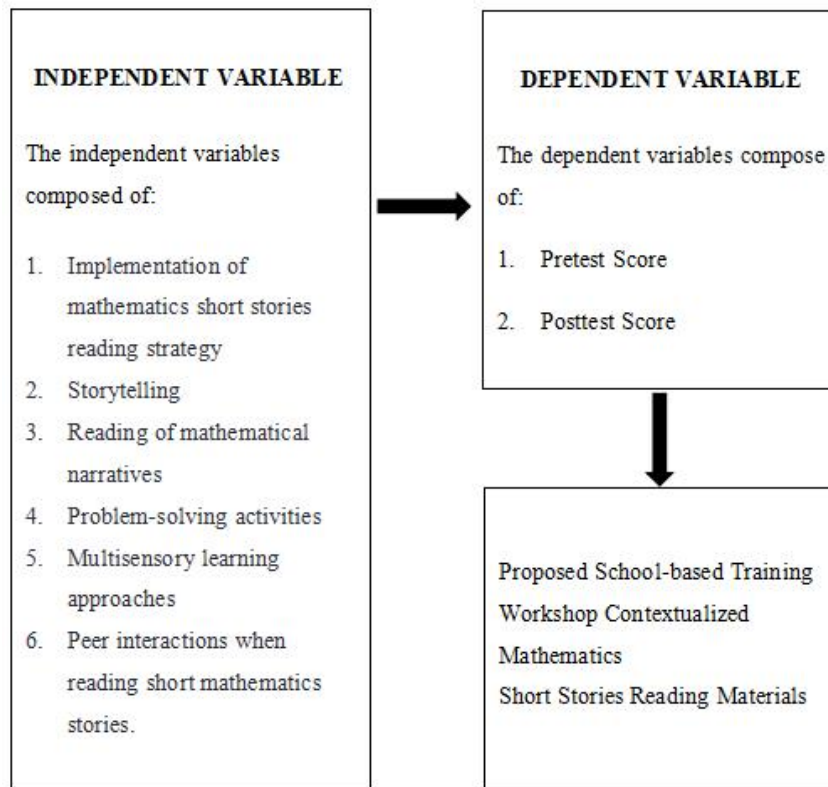 INDEPENDENT VARIABLE
The independent variables
composed of:
1. Implementation of
mathematics short stories
reading strategy
2. Storytelling
3. Reading of mathematical
narratives
4. Problem-solving activities
5. Multisensory learning
approaches
6. Peer interactions when
reading short mathematics
stories.
DEPENDENT VARIABLE
The dependent variables compose
of:
1. Pretest Score
2. Posttest Score
Proposed School-based Training
Workshop Contextualized
Mathematics
Short Stories Reading Materials